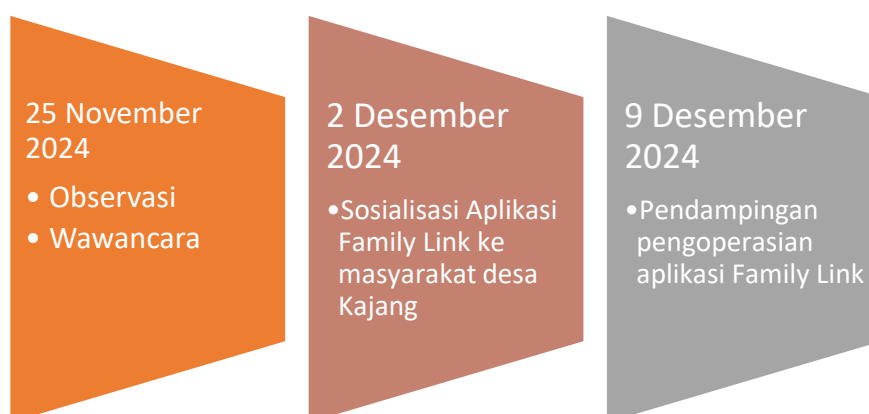 25 November
2024
• Observasi
• Wawancara
2 Desember
2024
•Sosialisasi Aplikasi
Family Link ke
masyarakat desa
Kajang
9 Desember
2024
•Pendampingan
pengoperasian
aplikasi Family Link